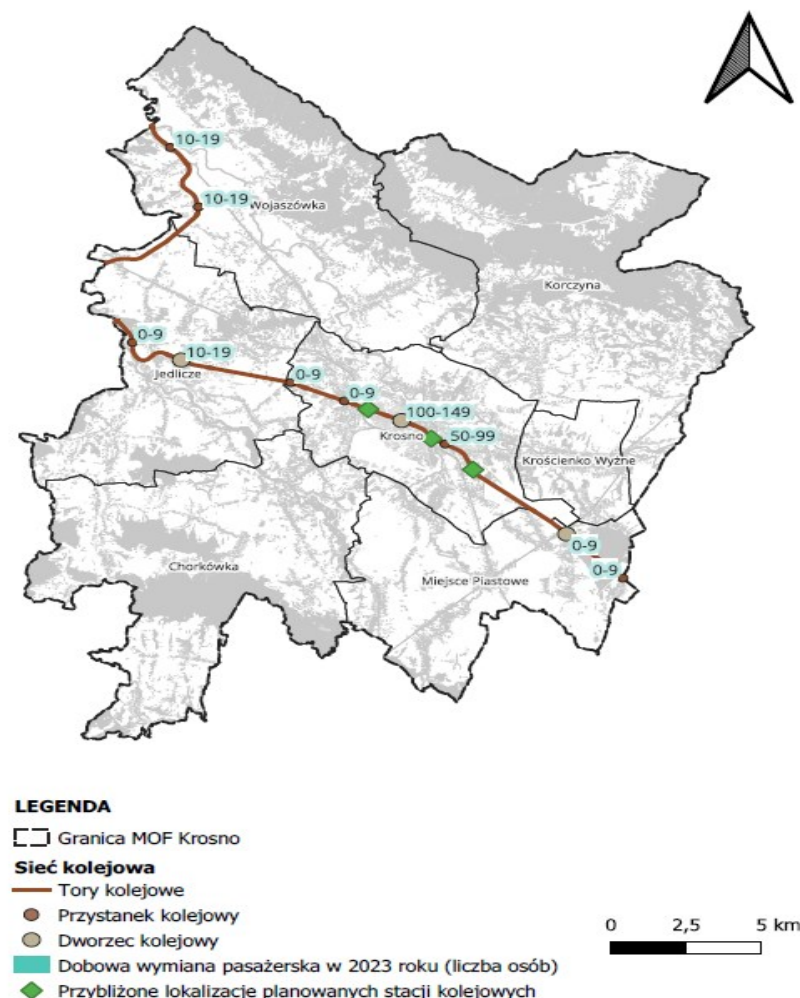 10-19
10-19
Wojaszówka
Korczyna
0-9
10-19
Jedlicze
0-9
0-9
100-149
Krosno
50-99
Krościenko Wyżne
0-9
0-9
Chorkówka
Miejsce Piastowe
LEGENDA
Granica MOF Krosno
Sieć kolejowa
Tory kolejowe
Przystanek kolejowy
Dworzec kolejowy
Dobowa wymiana pasażerska w 2023 roku (liczba osób)
Przybliżone lokalizacje planowanych stacji kolejowych
0 2,5 5 km